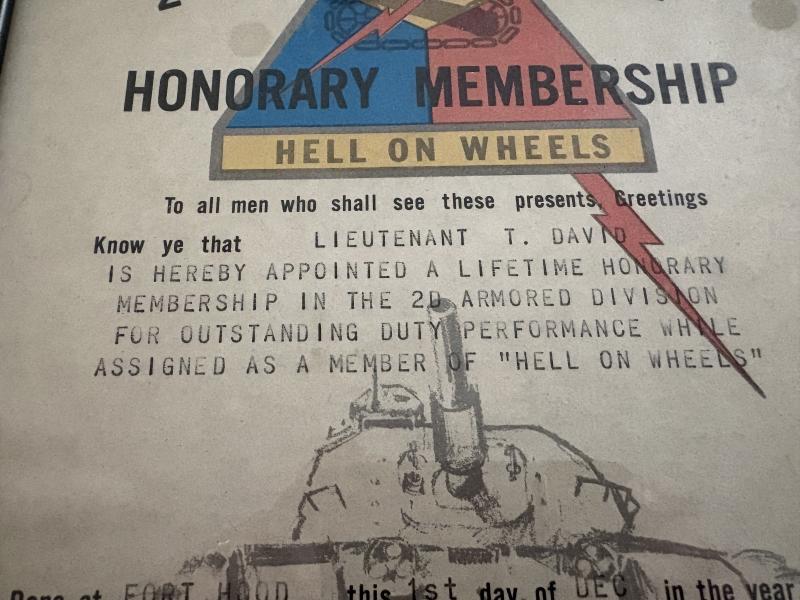 HONORARY MEMBERSHIP
HELL ON WHEELS
To all men who shall see these presents, Greetings
Know ye that LIEUTENANT T. DAVID
IS HEREBY APPOINTED A LIFETIME HONORARY
MEMBERSHIP IN THE 2D ARMORED DIVISION
FOR OUTSTANDING DUTY PERFORMANCE WHILE
ASSIGNED AS A MEMBER OF "HELL ON WHEELS"
Done at FORT HOOD this 1st day of DEC in the year